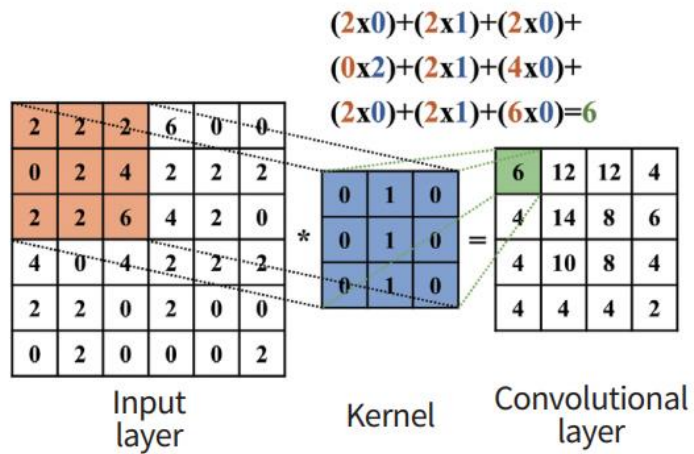 (2x0)+(2x1)+(2x0)+
(0x2)+(2x1)+(4x0)+
(2x0)+(2x1)+(6x0)=6
2 2 2 6 0 0
0 2 4 2 2 2
2 2 6 4 2 0
4 0 4 2 2 2
2 2 0 2 0 0
0 2 0 0 0 2
*
0 1 0
0 1 0
0 1 0
=
6 12 12 4
4 14 8 6
4 10 8 4
4 4 4 2
Input
layer
Kernel
Convolutional
layer